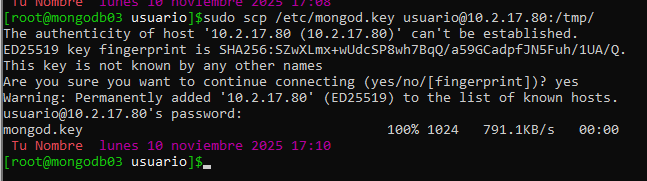 Tu Nombre lunes 10 noviembre 2025 17:08
[root@mongodb03 usuario]$sudo scp /etc/mongod.key usuario@10.2.17.80:/tmp/
The authenticity of host '10.2.17.80 (10.2.17.80)' can't be established.
ED25519 key fingerprint is SHA256:SZwXLmx+wUdcSP8wh7BqQ/a59GCadpfJN5Fuh/1UA/Q.
This key is not known by any other names
Are you sure you want to continue connecting (yes/no/[fingerprint])? yes
Warning: Permanently added '10.2.17.80' (ED25519) to the list of known hosts.
usuario@10.2.17.80's password:
mongod.key 100% 1024 791.1KB/s 00:00
Tu Nombre lunes 10 noviembre 2025 17:10
[root@mongodb03 usuario]$